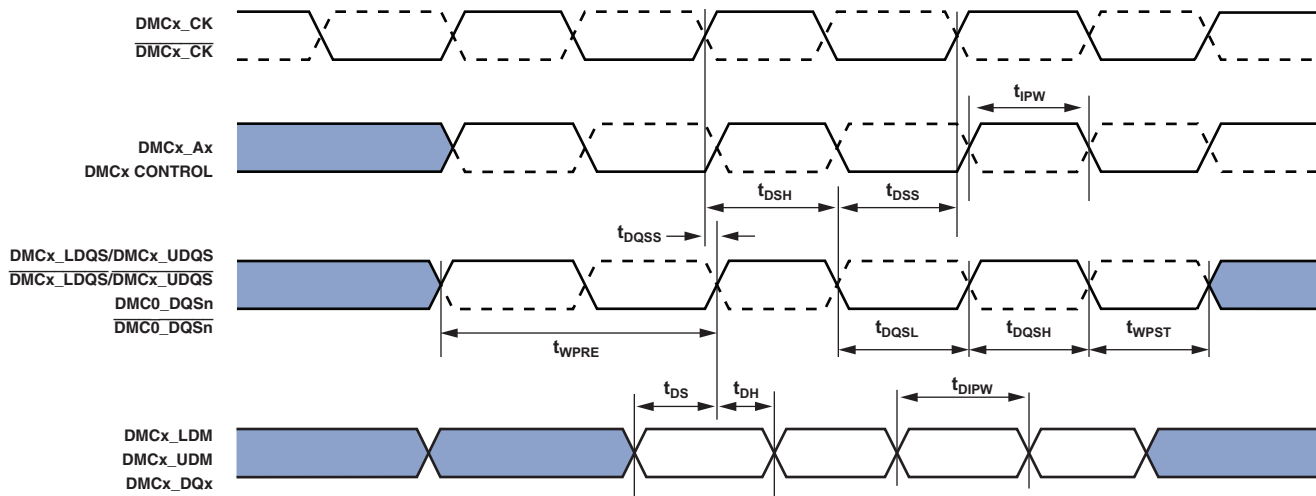 DMCx_CK
DMCx_CK
tIPW
DMCx_Ax
DMCx CONTROL
tDSH
tDSS
tDQSS
DMCx_LDQS/DMCx_UDQS
DMCx_LDQS/DMCx_UDQS
DMC0_DQSn
DMC0_DQSn
tWPRE
tDQSL
tDQSH
tWPST
tDS
tDH
tDIPW
DMCx_LDM
DMCx_UDM
DMCx_DQx